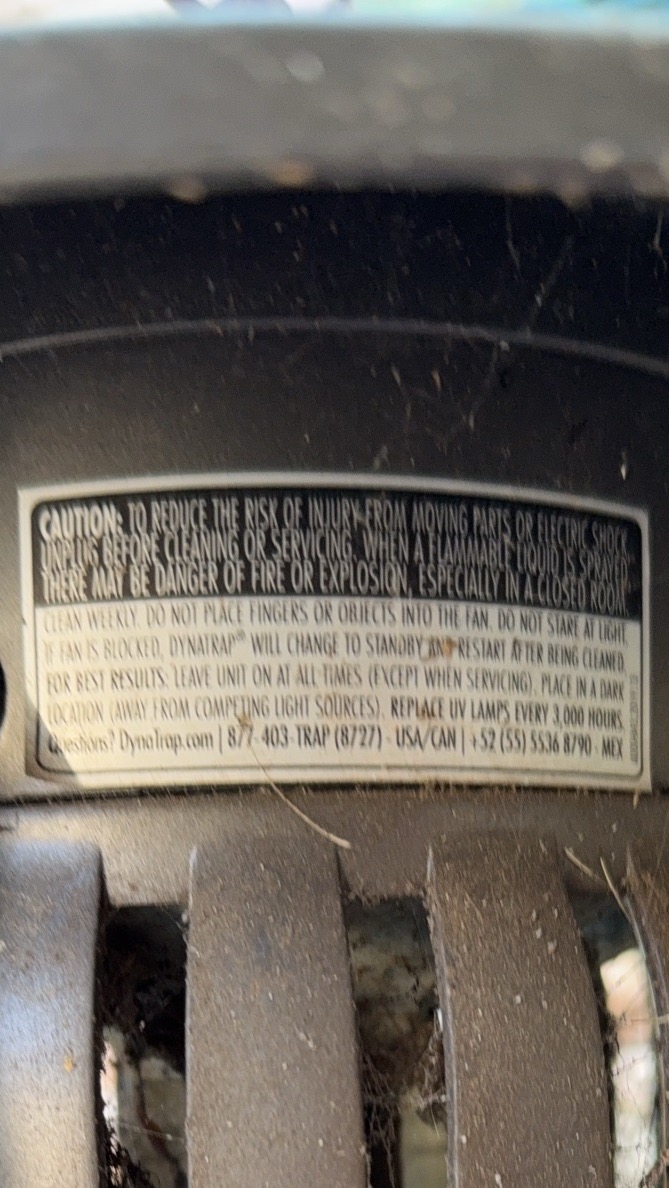 CAUTION: TO REDUCE THE RISK OF INJURY FROM MOVING PARTS OR ELECTRIC SHOCK
UNPLUG BEFORE CLEANING OR SERVICING. WHEN A FLAMMABLE LIQUID IS SPRAYED
THERE MAY BE DANGER OF FIRE OR EXPLOSION, ESPECIALLY IN A CLOSED ROOM.
CLEAN WEEKLY. DO NOT PLACE FINGERS OR OBJECTS INTO THE FAN. DO NOT STARE AT LIGHT.
IF FAN IS BLOCKED, DYNATRAP® WILL CHANGE TO STANDBY AND RESTART AFTER BEING CLEANED.
FOR BEST RESULTS: LEAVE UNIT ON AT ALL TIMES (EXCEPT WHEN SERVICING). PLACE IN A DARK
LOCATION (AWAY FROM COMPETING LIGHT SOURCES). REPLACE UV LAMPS EVERY 3,000 HOURS.
Questions? DynaTrap.com | 877-403-TRAP (8727) - USA/CAN | +52 (55) 5536 8790 - MEX